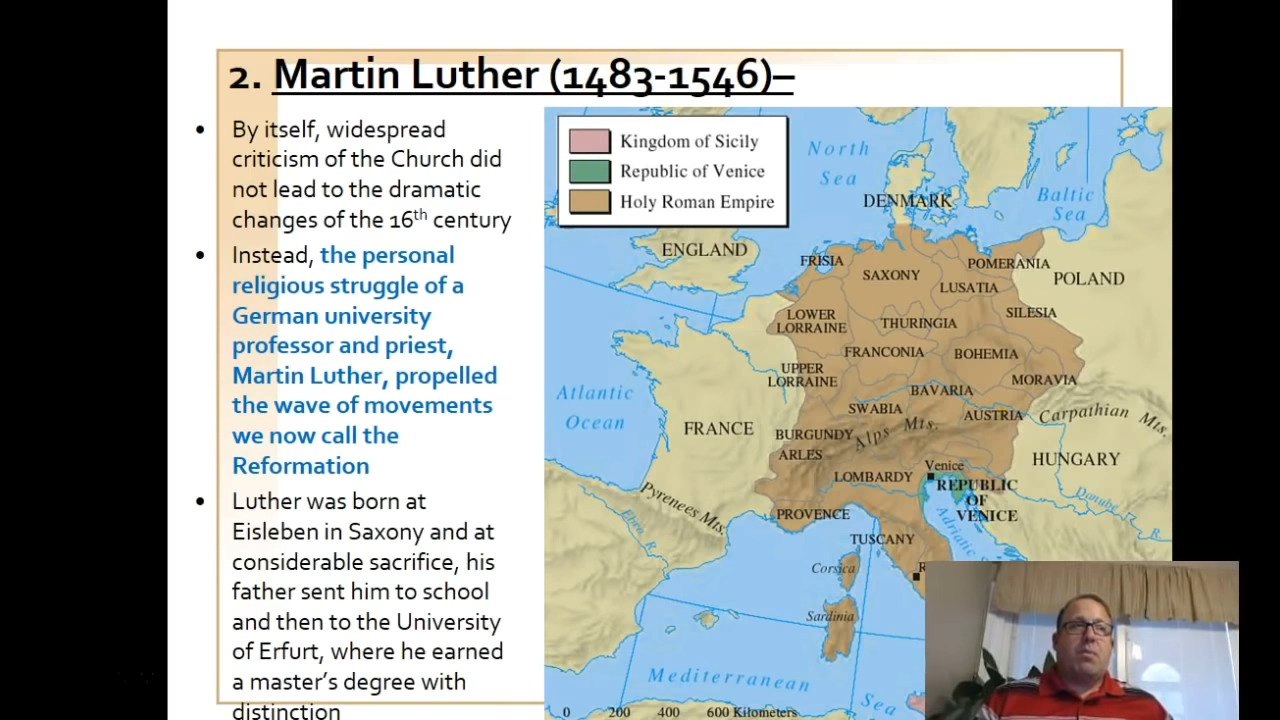 2. Martin Luther (1483-1546)–
• By itself, widespread
criticism of the Church did
not lead to the dramatic
changes of the 16th century
• Instead, the personal
religious struggle of a
German university
professor and priest,
Martin Luther, propelled
the wave of movements
we now call the
Reformation
• Luther was born at
Eisleben in Saxony and at
considerable sacrifice, his
father sent him to school
and then to the University
of Erfurt, where he earned
a master's degree with
distinction
Kingdom of Sicily
Republic of Venice
Holy Roman Empire
North
Sea
DENMARK
Baltic
Sea
ENGLAND
FRISIA
SAXONY
POMERANIA
LUSATIA
POLAND
LOWER
LORRAINE
THURINGIA
SILESIA
FRANCONIA
BOHEMIA
UPPER
LORRAINE
MORAVIA
BAVARIA
Atlantic
Ocean
SWABIA
AUSTRIA
Carpathian Mts.
FRANCE
BURGUNDY
Alps Mts.
ARLES
HUNGARY
LOMBARDY
Venice
REPUBLIC
OF
VENICE
Pyrenees Mts.
Ebro R.
PROVENCE
Adriatic
Danube R.
TUSCANY
Corsica
R
Sardinia
Mediterranean
Sea
0 200 400 600 Kilometers